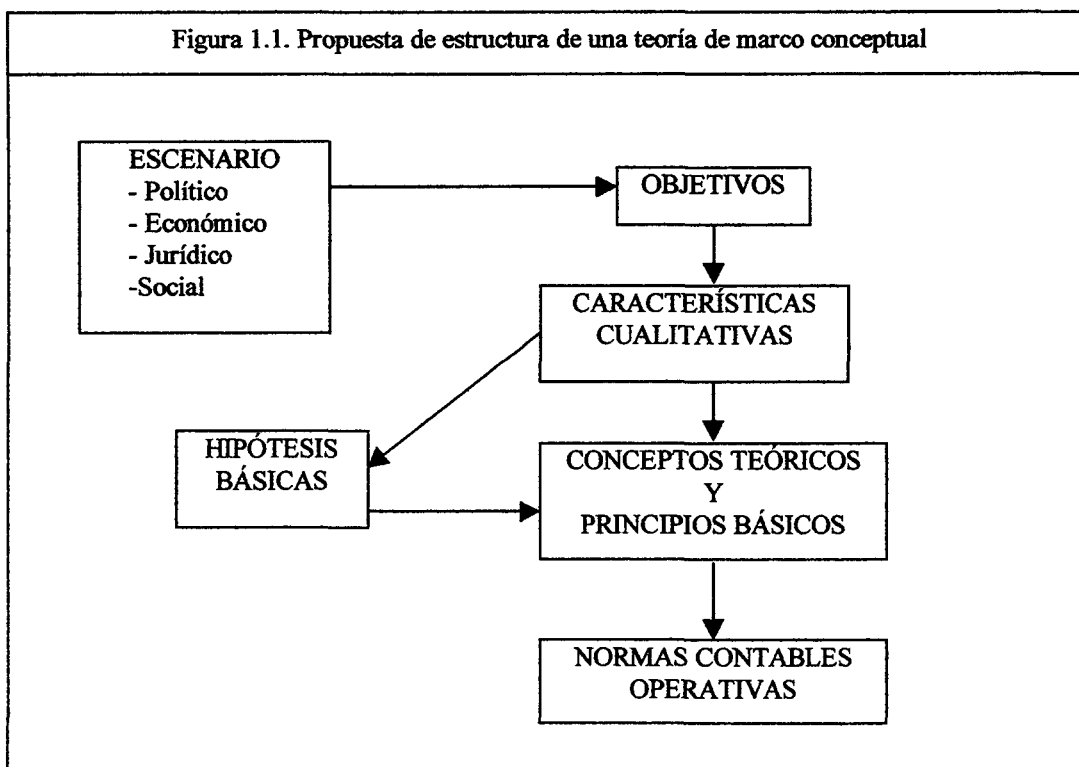 Figura 1.1. Propuesta de estructura de una teoría de marco conceptual
ESCENARIO
- Político
- Económico
- Jurídico
-Social
OBJETIVOS
CARACTERÍSTICAS
CUALITATIVAS
HIPÓTESIS
BÁSICAS
CONCEPTOS TEÓRICOS
Y
PRINCIPIOS BÁSICOS
NORMAS CONTABLES
OPERATIVAS